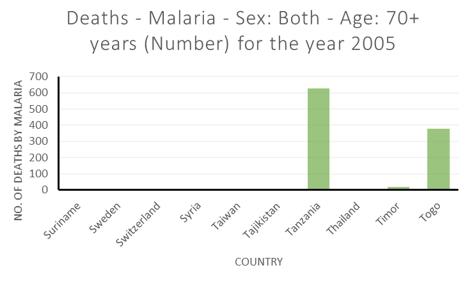 Deaths - Malaria - Sex: Both - Age: 70+
years (Number) for the year 2005
NO. OF DEATHS BY MALARIA
700
600
500
400
300
200
100
0
Suriname
Sweden
Switzerland
Syria
Taiwan
Tajikistan
Tanzania
Thailand
Timor
Togo
COUNTRY